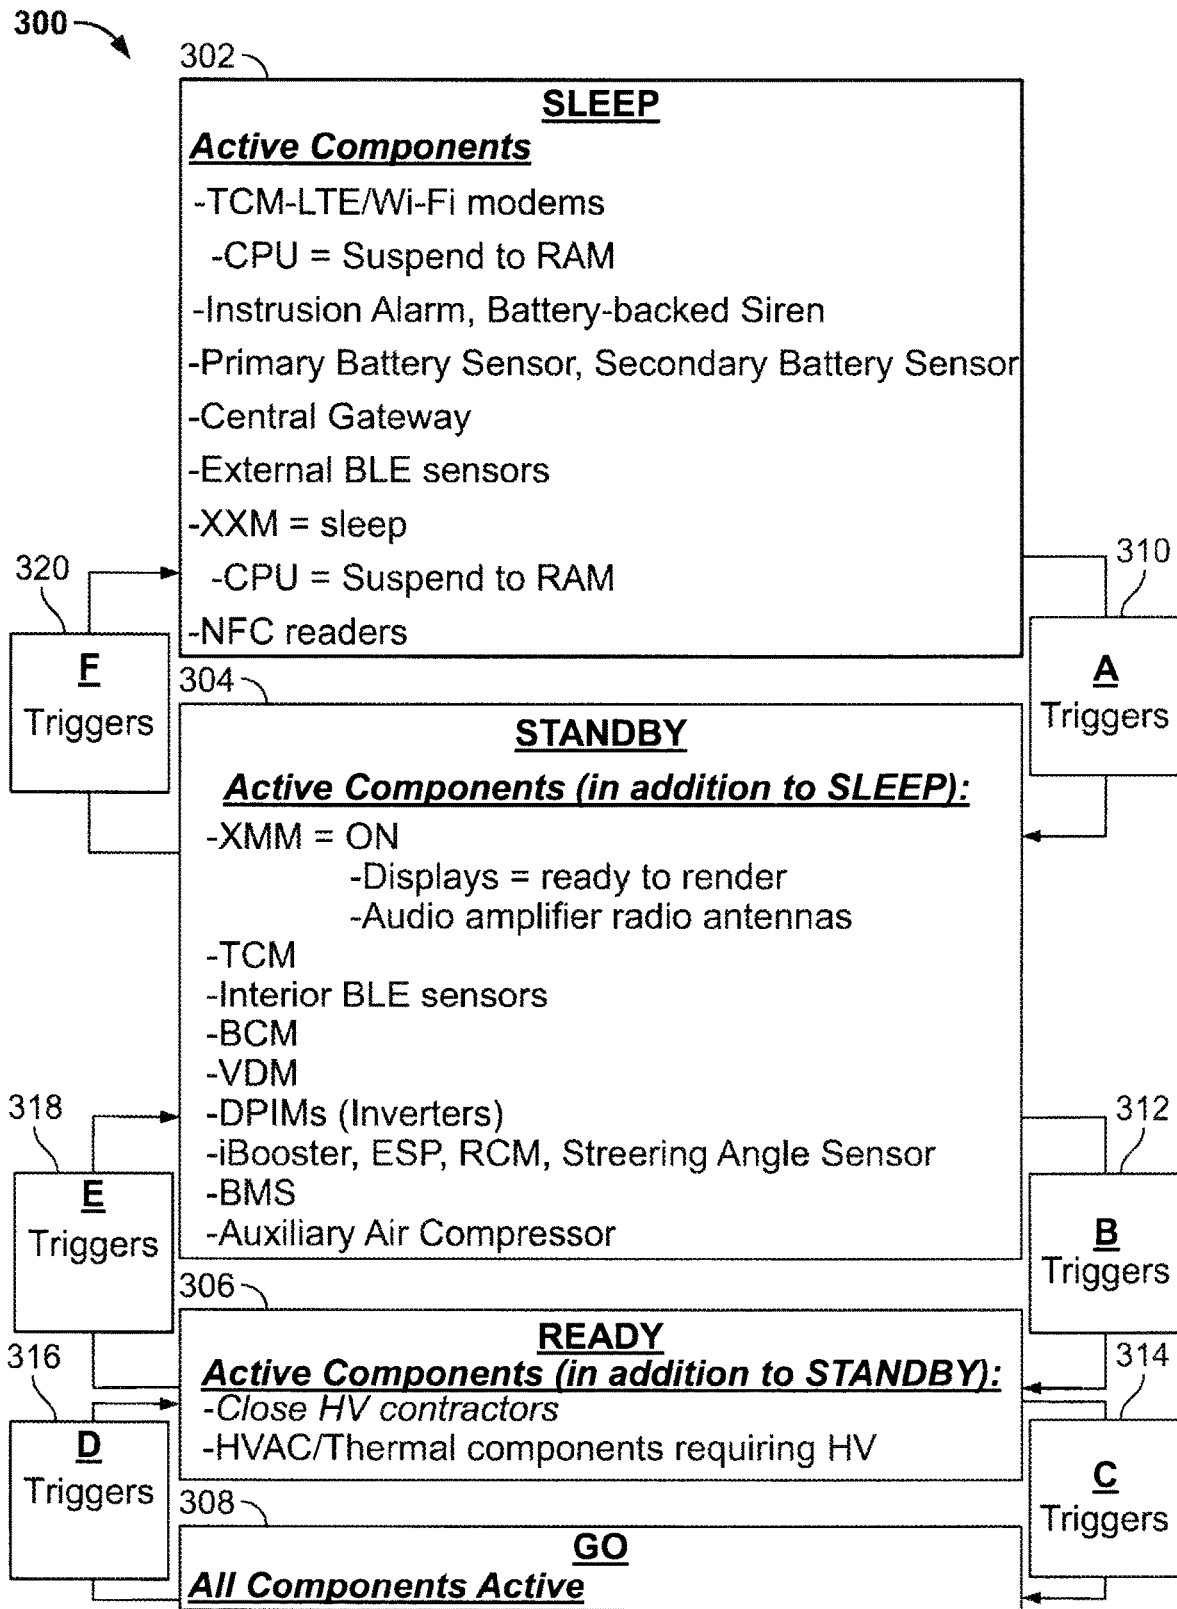 300
302
SLEEP
Active Components
-TCM-LTE/Wi-Fi modems
-CPU = Suspend to RAM
-Instrusion Alarm, Battery-backed Siren
-Primary Battery Sensor, Secondary Battery Sensor
-Central Gateway
-External BLE sensors
-XXM = sleep
-CPU = Suspend to RAM
-NFC readers
320
F
Triggers
310
A
Triggers
304
STANDBY
Active Components (in addition to SLEEP):
-XMM = ON
-Displays = ready to render
-Audio amplifier radio antennas
-TCM
-Interior BLE sensors
-BCM
-VDM
-DPIMs (Inverters)
-iBooster, ESP, RCM, Streering Angle Sensor
-BMS
-Auxiliary Air Compressor
318
E
Triggers
312
B
Triggers
306
READY
Active Components (in addition to STANDBY):
-Close HV contractors
-HVAC/Thermal components requiring HV
316
D
Triggers
314
C
Triggers
308
GO
All Components Active